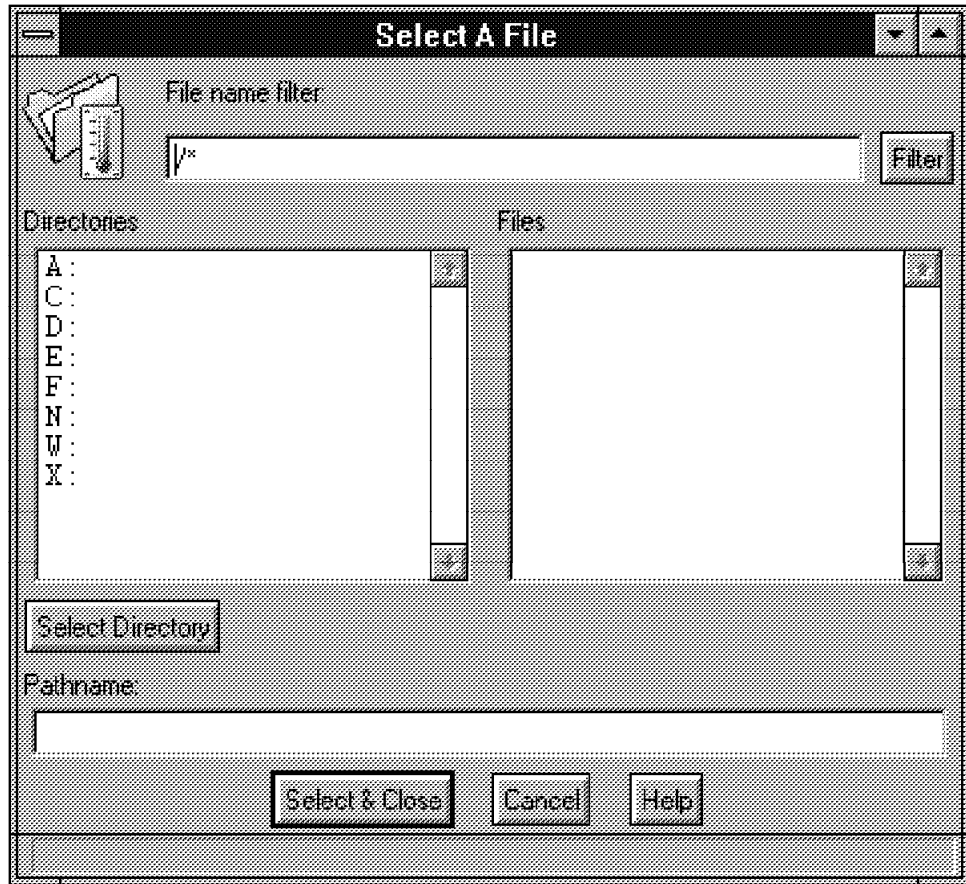 Select A File
File name filter
/*
Filter
Directories
Files
A:
C:
D:
E:
F:
N:
W:
X:
Select Directory
Pathname:
Select & Close
Cancel
Help